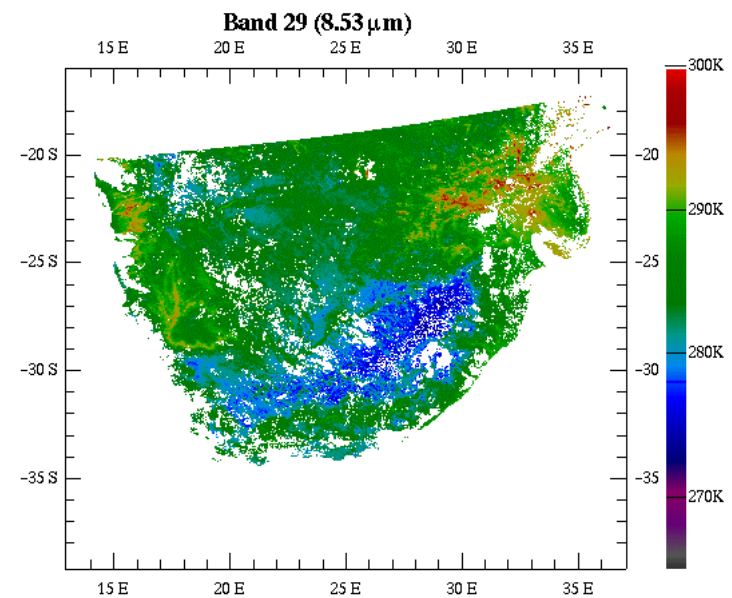 Band 29 (8.53 μm)
15 E 20 E 25 E 30 E 35 E
300K
-20 S -20
290K
-25 S -25
280K
-30 S -30
-35 S -35
270K
15 E 20 E 25 E 30 E 35 E